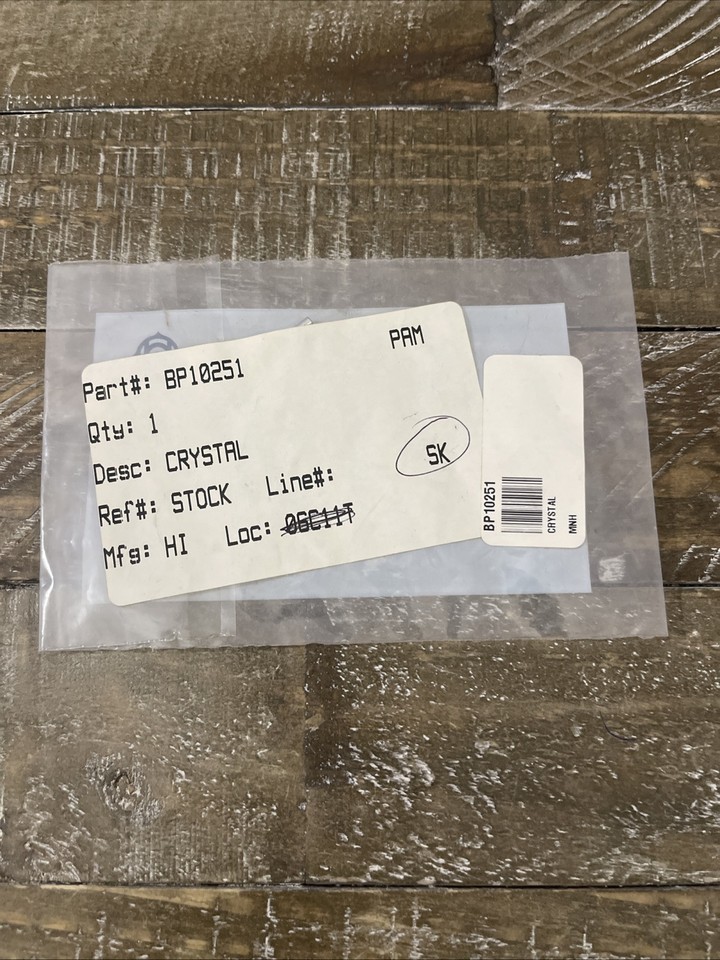 PAM
Part#: BP10251
Qty: 1
Desc: CRYSTAL
SK
Ref#: STOCK Line#:
Mfg: HI Loc: 06C11T
BP10251
CRYSTAL
MNH